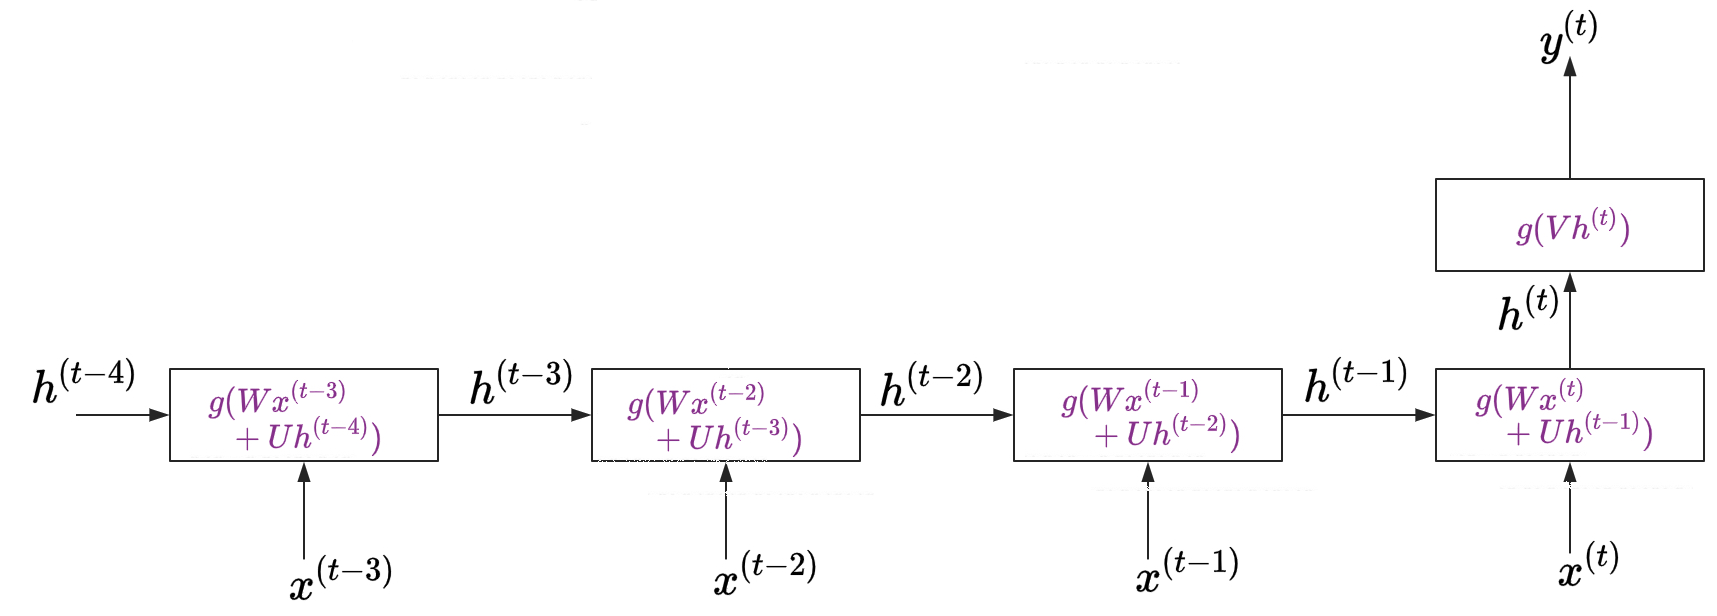 y^(t)
g(Vh^(t))
h^(t)
h^(t−4)
h^(t−3)
h^(t−2)
h^(t−1)
g(Wx^(t−3)
+ Uh^(t−4))
g(Wx^(t−2)
+ Uh^(t−3))
g(Wx^(t−1)
+ Uh^(t−2))
g(Wx^(t)
+ Uh^(t−1))
x^(t−3)
x^(t−2)
x^(t−1)
x^(t)